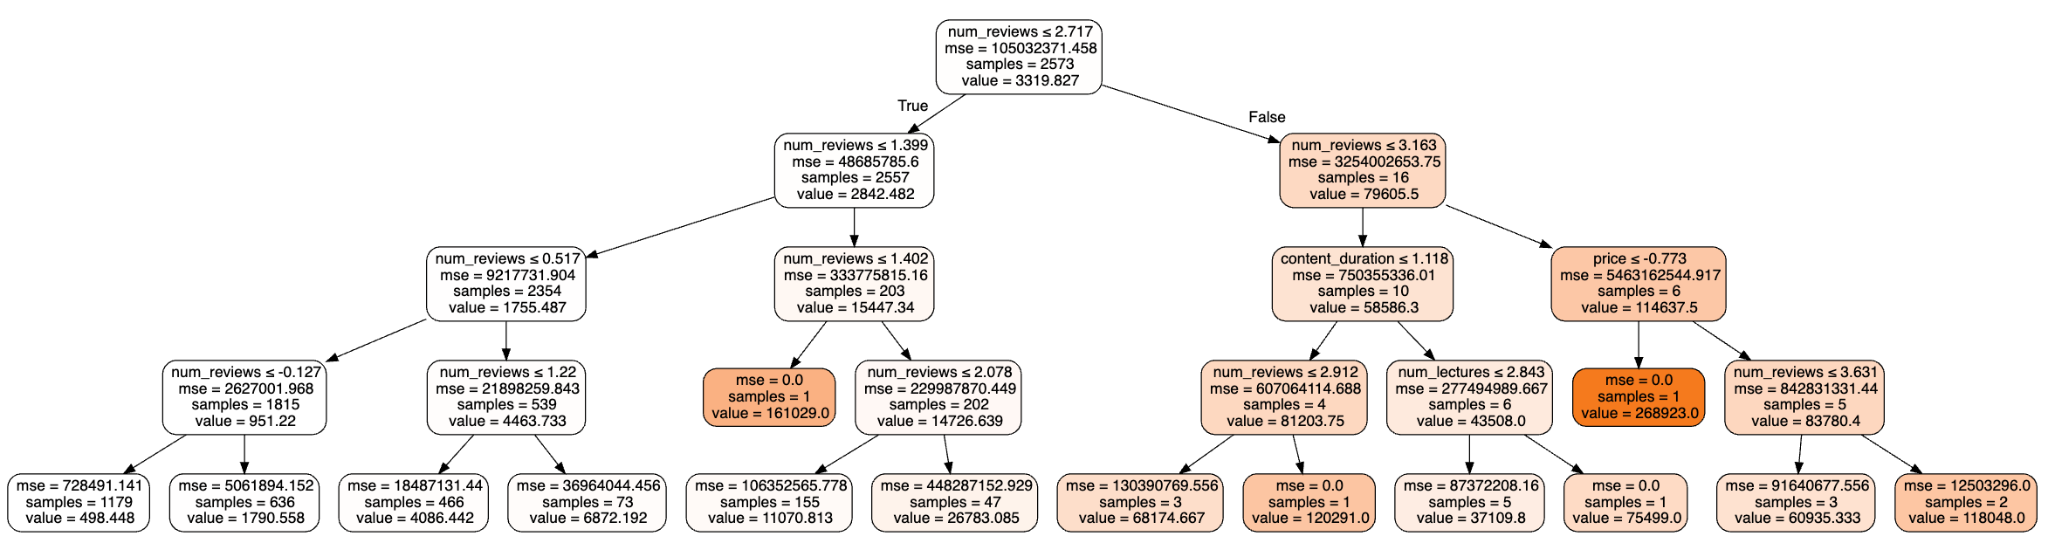 num_reviews ≤ 2.717
mse = 105032371.458
samples = 2573
value = 3319.827
True
False
num_reviews ≤ 1.399
mse = 48685785.6
samples = 2557
value = 2842.482
num_reviews ≤ 3.163
mse = 3254002653.75
samples = 16
value = 79605.5
num_reviews ≤ 0.517
mse = 9217731.904
samples = 2354
value = 1755.487
num_reviews ≤ 1.402
mse = 333775815.16
samples = 203
value = 15447.34
content_duration ≤ 1.118
mse = 750355336.01
samples = 10
value = 58586.3
price ≤ -0.773
mse = 5463162544.917
samples = 6
value = 114637.5
num_reviews ≤ -0.127
mse = 2627001.968
samples = 1815
value = 951.22
num_reviews ≤ 1.22
mse = 21898259.843
samples = 539
value = 4463.733
mse = 0.0
samples = 1
value = 161029.0
num_reviews ≤ 2.078
mse = 229987870.449
samples = 202
value = 14726.639
num_reviews ≤ 2.912
mse = 607064114.688
samples = 4
value = 81203.75
num_lectures ≤ 2.843
mse = 277494989.667
samples = 6
value = 43508.0
mse = 0.0
samples = 1
value = 268923.0
num_reviews ≤ 3.631
mse = 842831331.44
samples = 5
value = 83780.4
mse = 728491.141
samples = 1179
value = 498.448
mse = 5061894.152
samples = 636
value = 1790.558
mse = 18487131.44
samples = 466
value = 4086.442
mse = 36964044.456
samples = 73
value = 6872.192
mse = 106352565.778
samples = 155
value = 11070.813
mse = 448287152.929
samples = 47
value = 26783.085
mse = 130390769.556
samples = 3
value = 68174.667
mse = 0.0
samples = 1
value = 120291.0
mse = 87372208.16
samples = 5
value = 37109.8
mse = 0.0
samples = 1
value = 75499.0
mse = 91640677.556
samples = 3
value = 60935.333
mse = 12503296.0
samples = 2
value = 118048.0